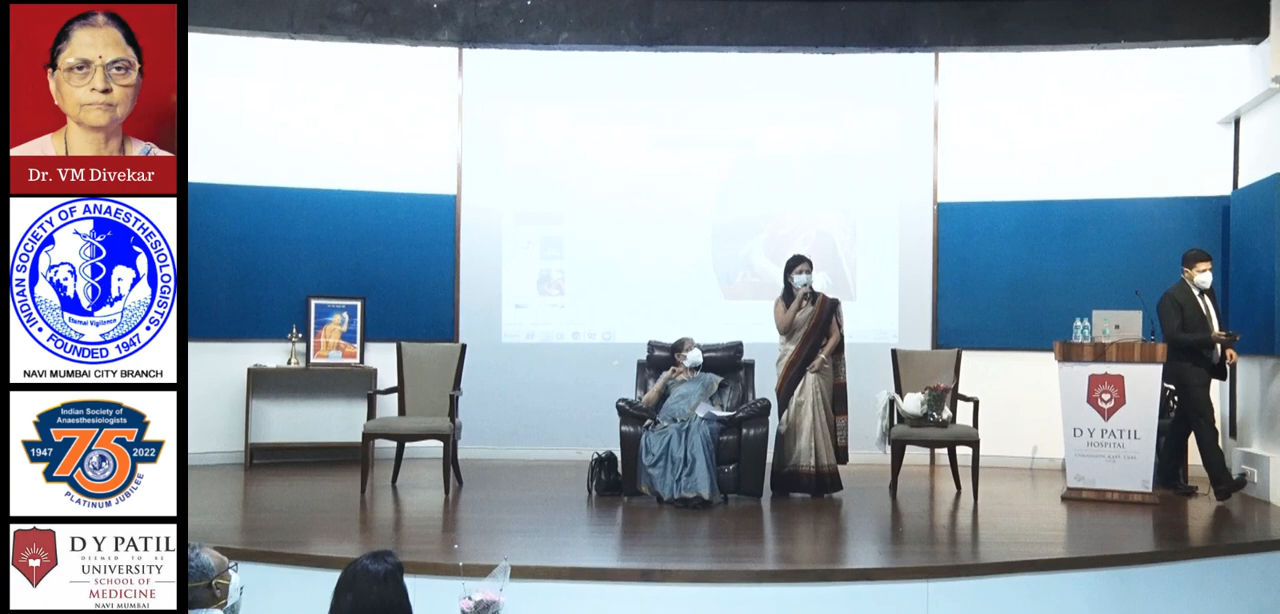 Dr. VM Divekar
INDIAN SOCIETY OF ANAESTHESIOLOGISTS
Eternal Vigilance
FOUNDED 1947
NAVI MUMBAI CITY BRANCH
Indian Society of
Anaesthesiologists
1947 75 2022
PLATINUM JUBILEE
D Y PATIL
DEEMED TO BE
UNIVERSITY
SCHOOL OF
MEDICINE
NAVI MUMBAI
D Y PATIL
HOSPITAL